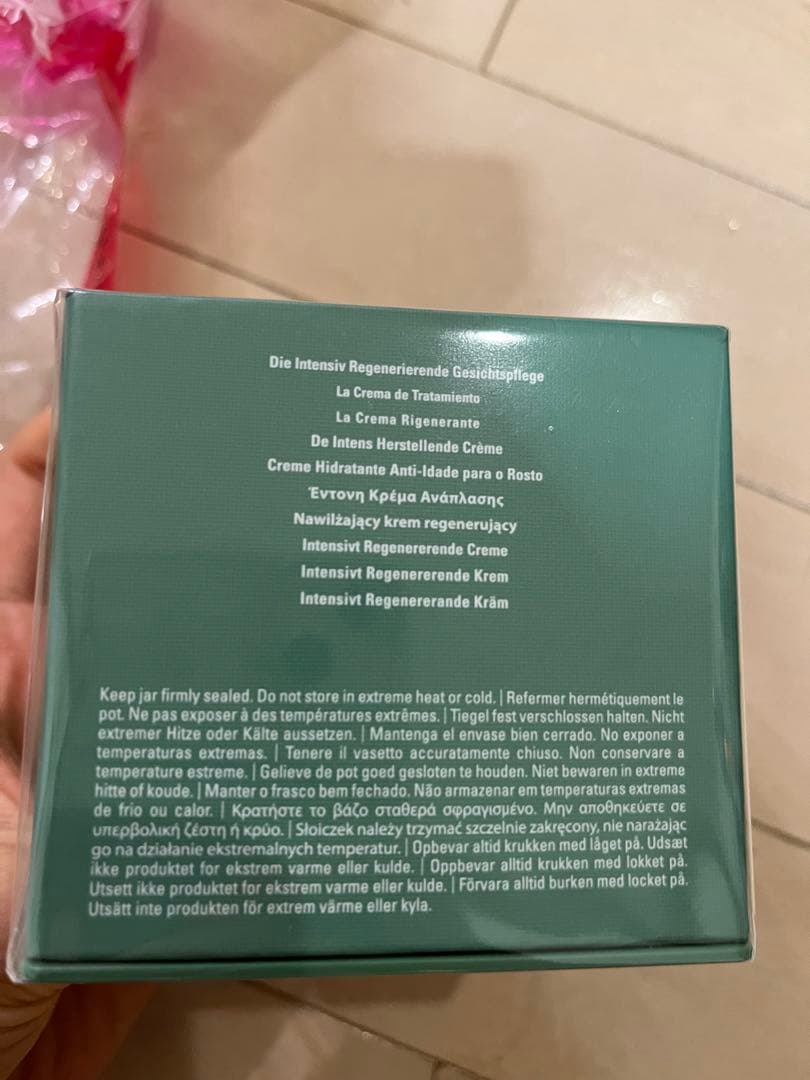 Die Intensiv Regenerierende Gesichtspflege
La Crema de Tratamiento
La Crema Rigenerante
De Intens Herstellende Crème
Creme Hidratante Anti-Idade para o Rosto
Έντονη Κρέμα Ανάπλασης
Nawilżający krem regenerujący
Intensivt Regenererende Creme
Intensivt Regenererende Krem
Intensivt Regenererande Kräm
Keep jar firmly sealed. Do not store in extreme heat or cold. | Refermer hermétiquement le
pot. Ne pas exposer à des températures extrêmes. | Tiegel fest verschlossen halten. Nicht
extremer Hitze oder Kälte aussetzen. | Mantenga el envase bien cerrado. No exponer a
temperaturas extremas. | Tenere il vasetto accuratamente chiuso. Non conservare a
temperature estreme. | Gelieve de pot goed gesloten te houden. Niet bewaren in extreme
hitte of koude. | Manter o frasco bem fechado. Não armazenar em temperaturas extremas
de frio ou calor. | Κρατήστε το βάζο σταθερά σφραγισμένο. Μην αποθηκεύετε σε
υπερβολική ζέστη ή κρύο. | Słoiczek należy trzymać szczelnie zakręcony, nie narażając
go na działanie ekstremalnych temperatur. | Opbevar altid krukken med låget på. Udsæt
ikke produktet for ekstrem varme eller kulde. | Oppbevar alltid krukken med lokket på.
Utsett ikke produktet for ekstrem varme eller kulde. | Förvara alltid burken med locket på.
Utsätt inte produkten för extrem värme eller kyla.